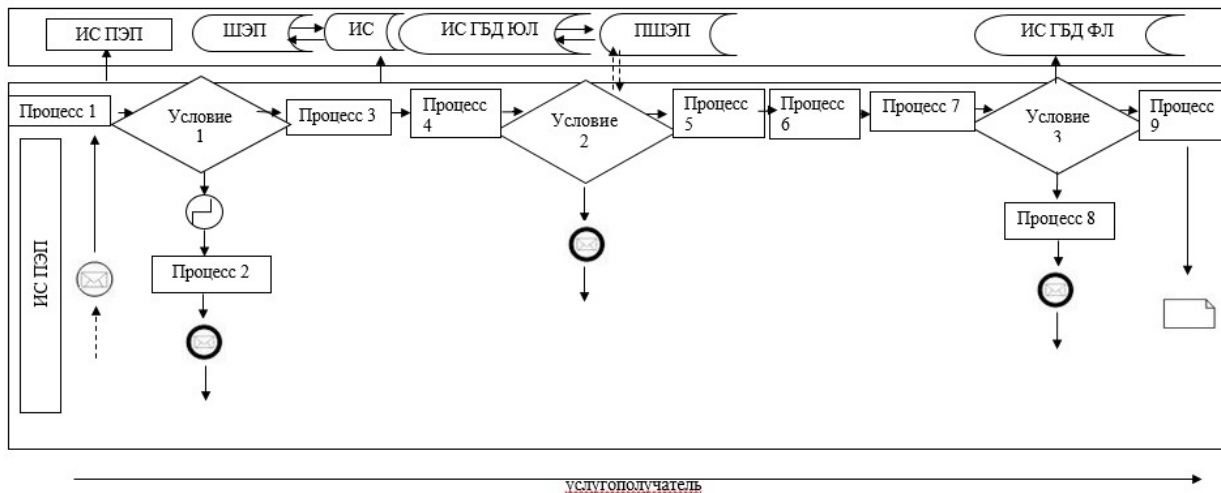 ИС ПЭП
ШЭП
ИС
ИС ГБД ЮЛ
ПШЭП
ИС ГБД ФЛ
Процесс 1
Условие
1
Процесс 3
Процесс
4
Условие
2
Процесс
5
Процесс
6
Процесс 7
Условие
3
Процесс
9
ИС ПЭП
Процесс 2
Процесс 8
услугополучатель